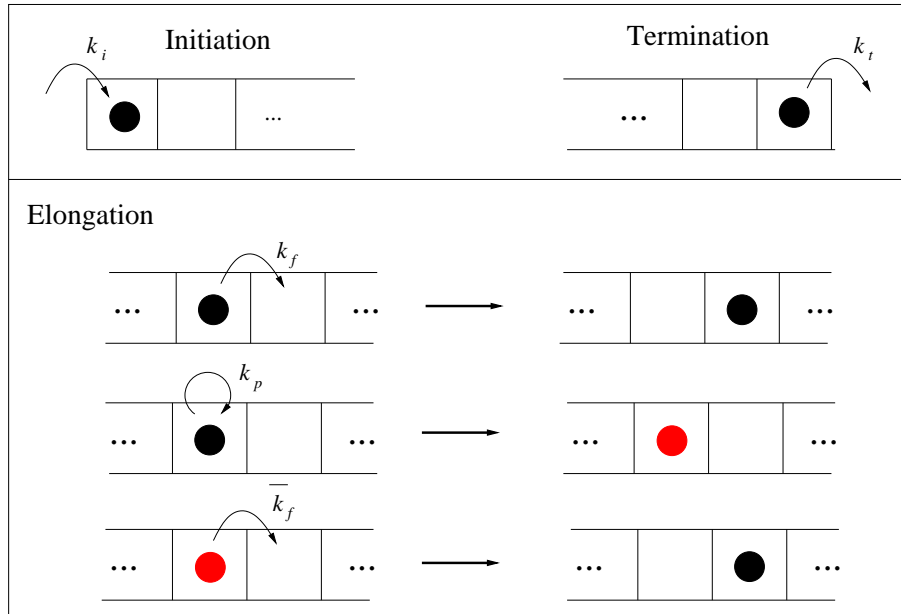 Initiation Termination
k_i k_t
... ...
Elongation
k_f
... ... ... ...
k_p
... ... ... ...
k̅_f
... ... ... ...